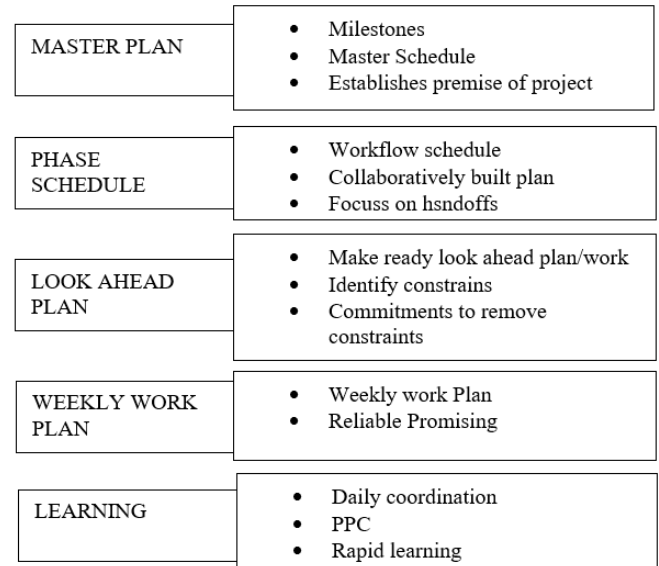 MASTER PLAN
• Milestones
• Master Schedule
• Establishes premise of project
PHASE
SCHEDULE
• Workflow schedule
• Collaboratively built plan
• Focuss on hsndoffs
LOOK AHEAD
PLAN
• Make ready look ahead plan/work
• Identify constrains
• Commitments to remove
constraints
WEEKLY WORK
PLAN
• Weekly work Plan
• Reliable Promising
LEARNING
• Daily coordination
• PPC
• Rapid learning